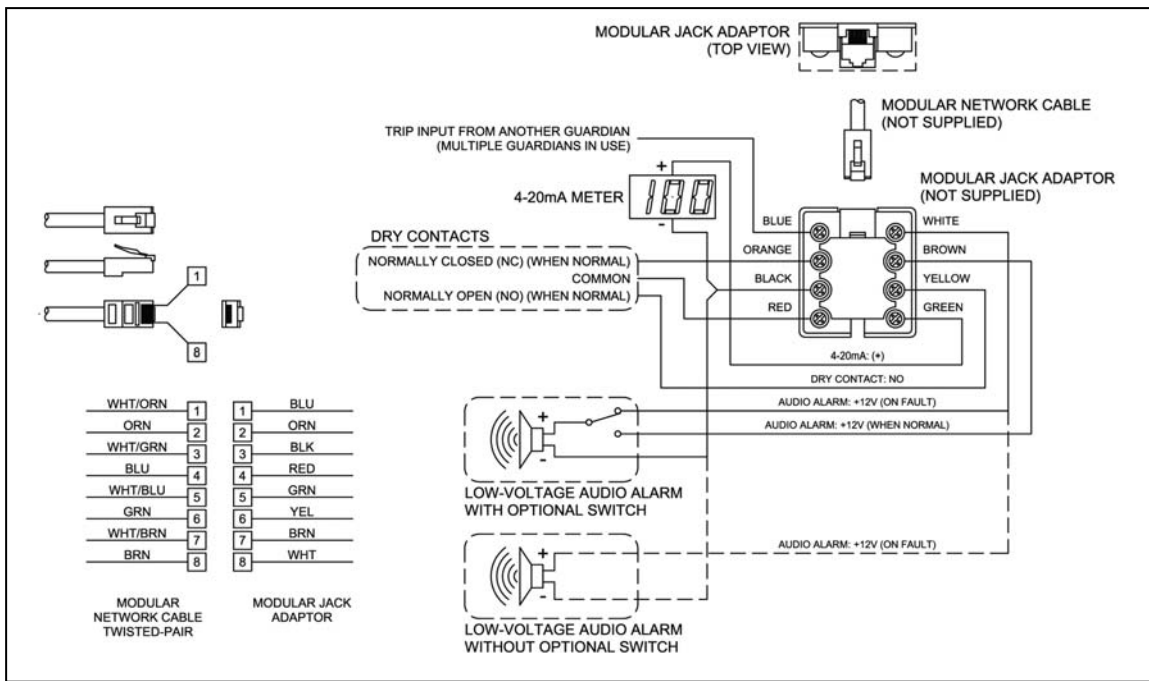 MODULAR JACK ADAPTOR
(TOP VIEW)
MODULAR NETWORK CABLE
(NOT SUPPLIED)
TRIP INPUT FROM ANOTHER GUARDIAN
(MULTIPLE GUARDIANS IN USE)
MODULAR JACK ADAPTOR
(NOT SUPPLIED)
+
4-20mA METER
100
-
BLUE
WHITE
DRY CONTACTS
ORANGE
BROWN
NORMALLY CLOSED (NC) (WHEN NORMAL)
COMMON
BLACK
YELLOW
NORMALLY OPEN (NO) (WHEN NORMAL)
RED
GREEN
1
8
4-20mA: (+)
DRY CONTACT: NO
AUDIO ALARM: +12V (ON FAULT)
AUDIO ALARM: +12V (WHEN NORMAL)
+
-
LOW-VOLTAGE AUDIO ALARM
WITH OPTIONAL SWITCH
WHT/ORN 1 1 BLU
ORN 2 2 ORN
WHT/GRN 3 3 BLK
BLU 4 4 RED
WHT/BLU 5 5 GRN
GRN 6 6 YEL
WHT/BRN 7 7 BRN
BRN 8 8 WHT
MODULAR
NETWORK CABLE
TWISTED-PAIR
MODULAR JACK
ADAPTOR
AUDIO ALARM: +12V (ON FAULT)
+
-
LOW-VOLTAGE AUDIO ALARM
WITHOUT OPTIONAL SWITCH